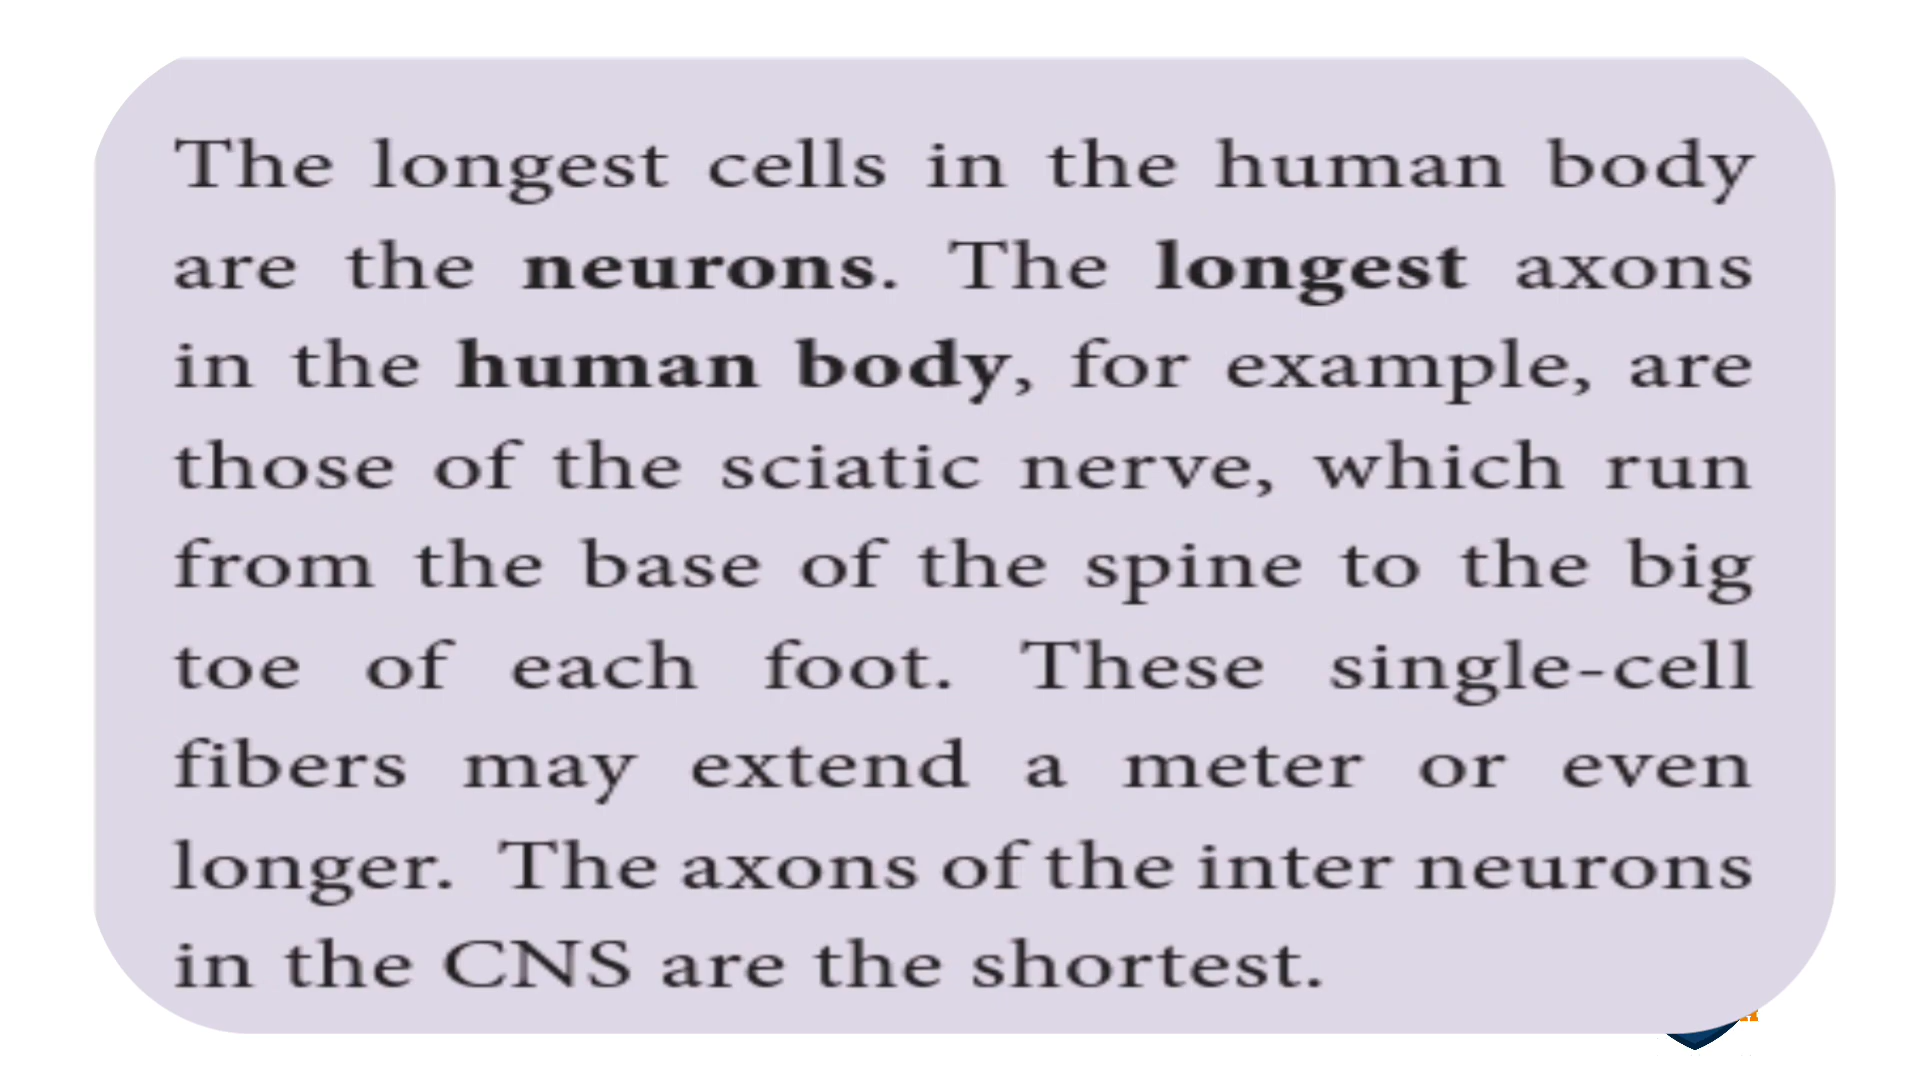 The longest cells in the human body
are the neurons. The longest axons
in the human body, for example, are
those of the sciatic nerve, which run
from the base of the spine to the big
toe of each foot. These single-cell
fibers may extend a meter or even
longer. The axons of the inter neurons
in the CNS are the shortest.